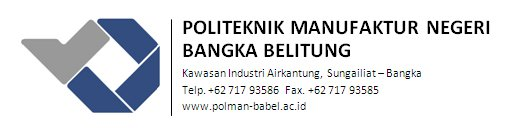 POLITEKNIK MANUFAKTUR NEGERI
BANGKA BELITUNG
Kawasan Industri Airkantung, Sungailiat – Bangka
Telp. +62 717 93586 Fax. +62 717 93585
www.polman-babel.ac.id